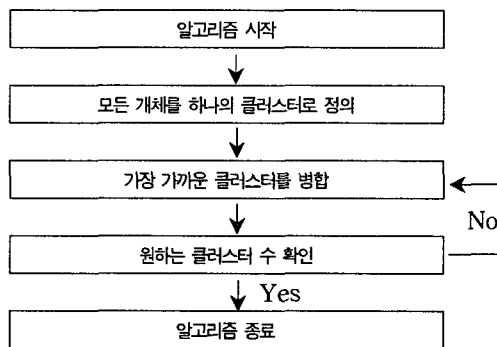 알고리즘 시작
모든 개체를 하나의 클러스터로 정의
가장 가까운 클러스터를 병합
No
원하는 클러스터 수 확인
Yes
알고리즘 종료